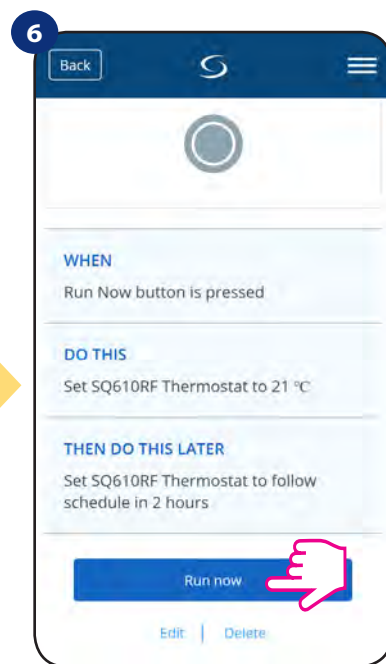 6
Back
WHEN
Run Now button is pressed
DO THIS
Set SQ610RF Thermostat to 21 °C
THEN DO THIS LATER
Set SQ610RF Thermostat to follow
schedule in 2 hours
Run now
Edit | Delete